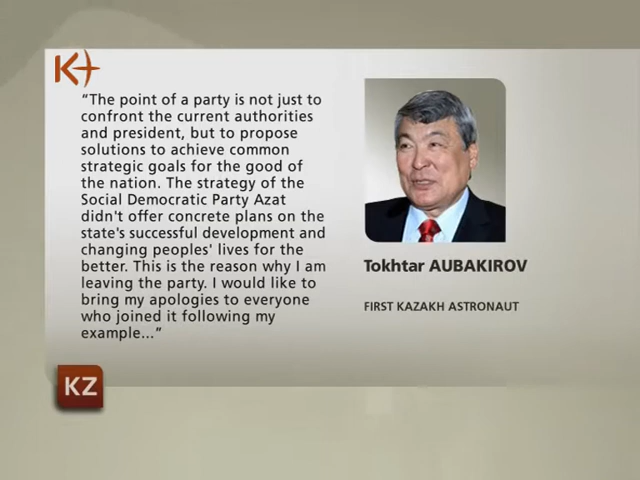 K+
“The point of a party is not just to
confront the current authorities
and president, but to propose
solutions to achieve common
strategic goals for the good of
the nation. The strategy of the
Social Democratic Party Azat
didn't offer concrete plans on the
state's successful development and
changing peoples' lives for the
better. This is the reason why I am
leaving the party. I would like to
bring my apologies to everyone
who joined it following my
example...”
Tokhtar AUBAKIROV
FIRST KAZAKH ASTRONAUT
KZ